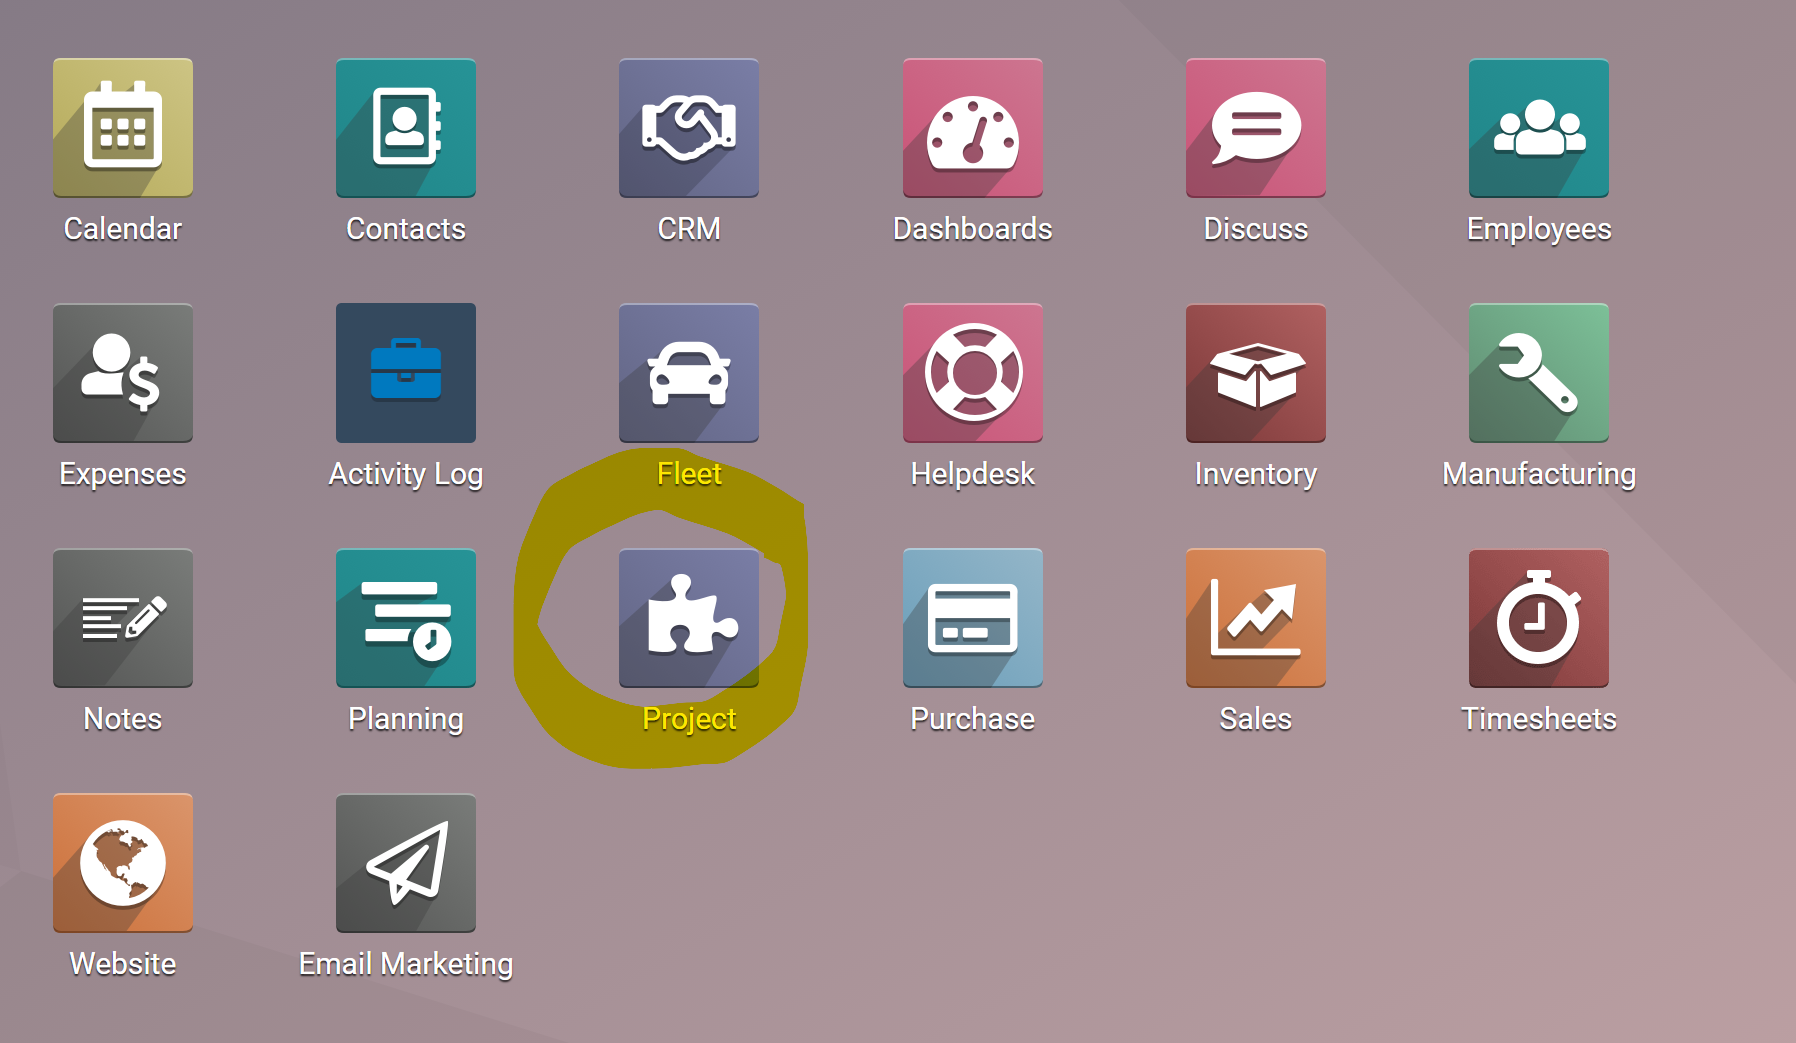 Calendar
Contacts
CRM
Dashboards
Discuss
Employees
Expenses
Activity Log
Fleet
Helpdesk
Inventory
Manufacturing
Notes
Planning
Project
Purchase
Sales
Timesheets
Website
Email Marketing